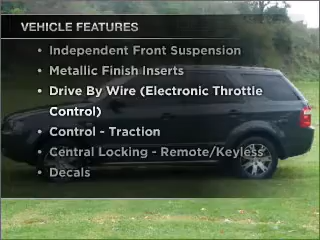 VEHICLE FEATURES
• Independent Front Suspension
• Metallic Finish Inserts
• Drive By Wire (Electronic Throttle
Control)
• Control - Traction
• Central Locking - Remote/Keyless
• Decals